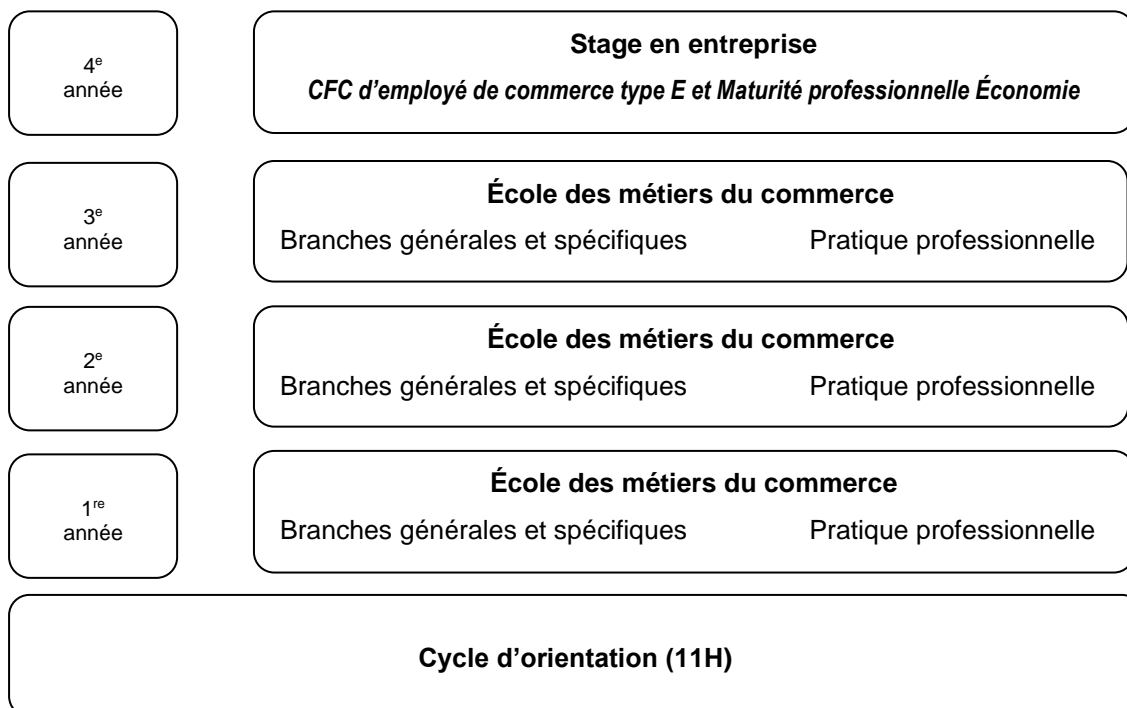 4e
année
Stage en entreprise
CFC d’employé de commerce type E et Maturité professionnelle Économie
3e
année
École des métiers du commerce
Branches générales et spécifiques Pratique professionnelle
2e
année
École des métiers du commerce
Branches générales et spécifiques Pratique professionnelle
1re
année
École des métiers du commerce
Branches générales et spécifiques Pratique professionnelle
Cycle d’orientation (11H)